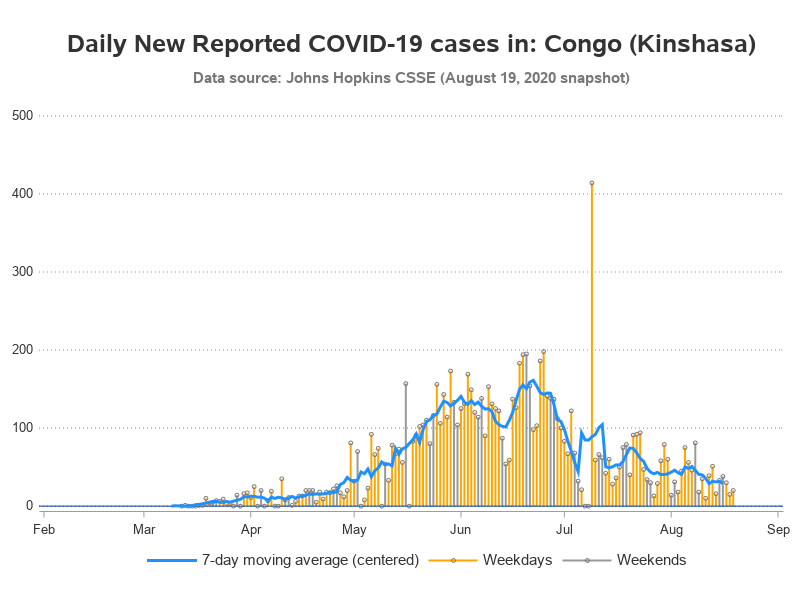 Daily New Reported COVID-19 cases in: Congo (Kinshasa)
Data source: Johns Hopkins CSSE (August 19, 2020 snapshot)
500
400
300
200
100
0
Feb Mar Apr May Jun Jul Aug Sep
7-day moving average (centered) Weekdays Weekends